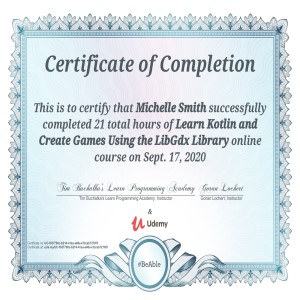 Certificate of Completion
This is to certify that Michelle Smith successfully
completed 21 total hours of Learn Kotlin and
Create Games Using the LibGdx Library online
course on Sept. 17, 2020
Tim Buchalka's Learn Programming Academy Goran Lochert
Tim Buchalka's Learn Programming Academy, Instructor Goran Lochert, Instructor
&
Udemy
#BeAble